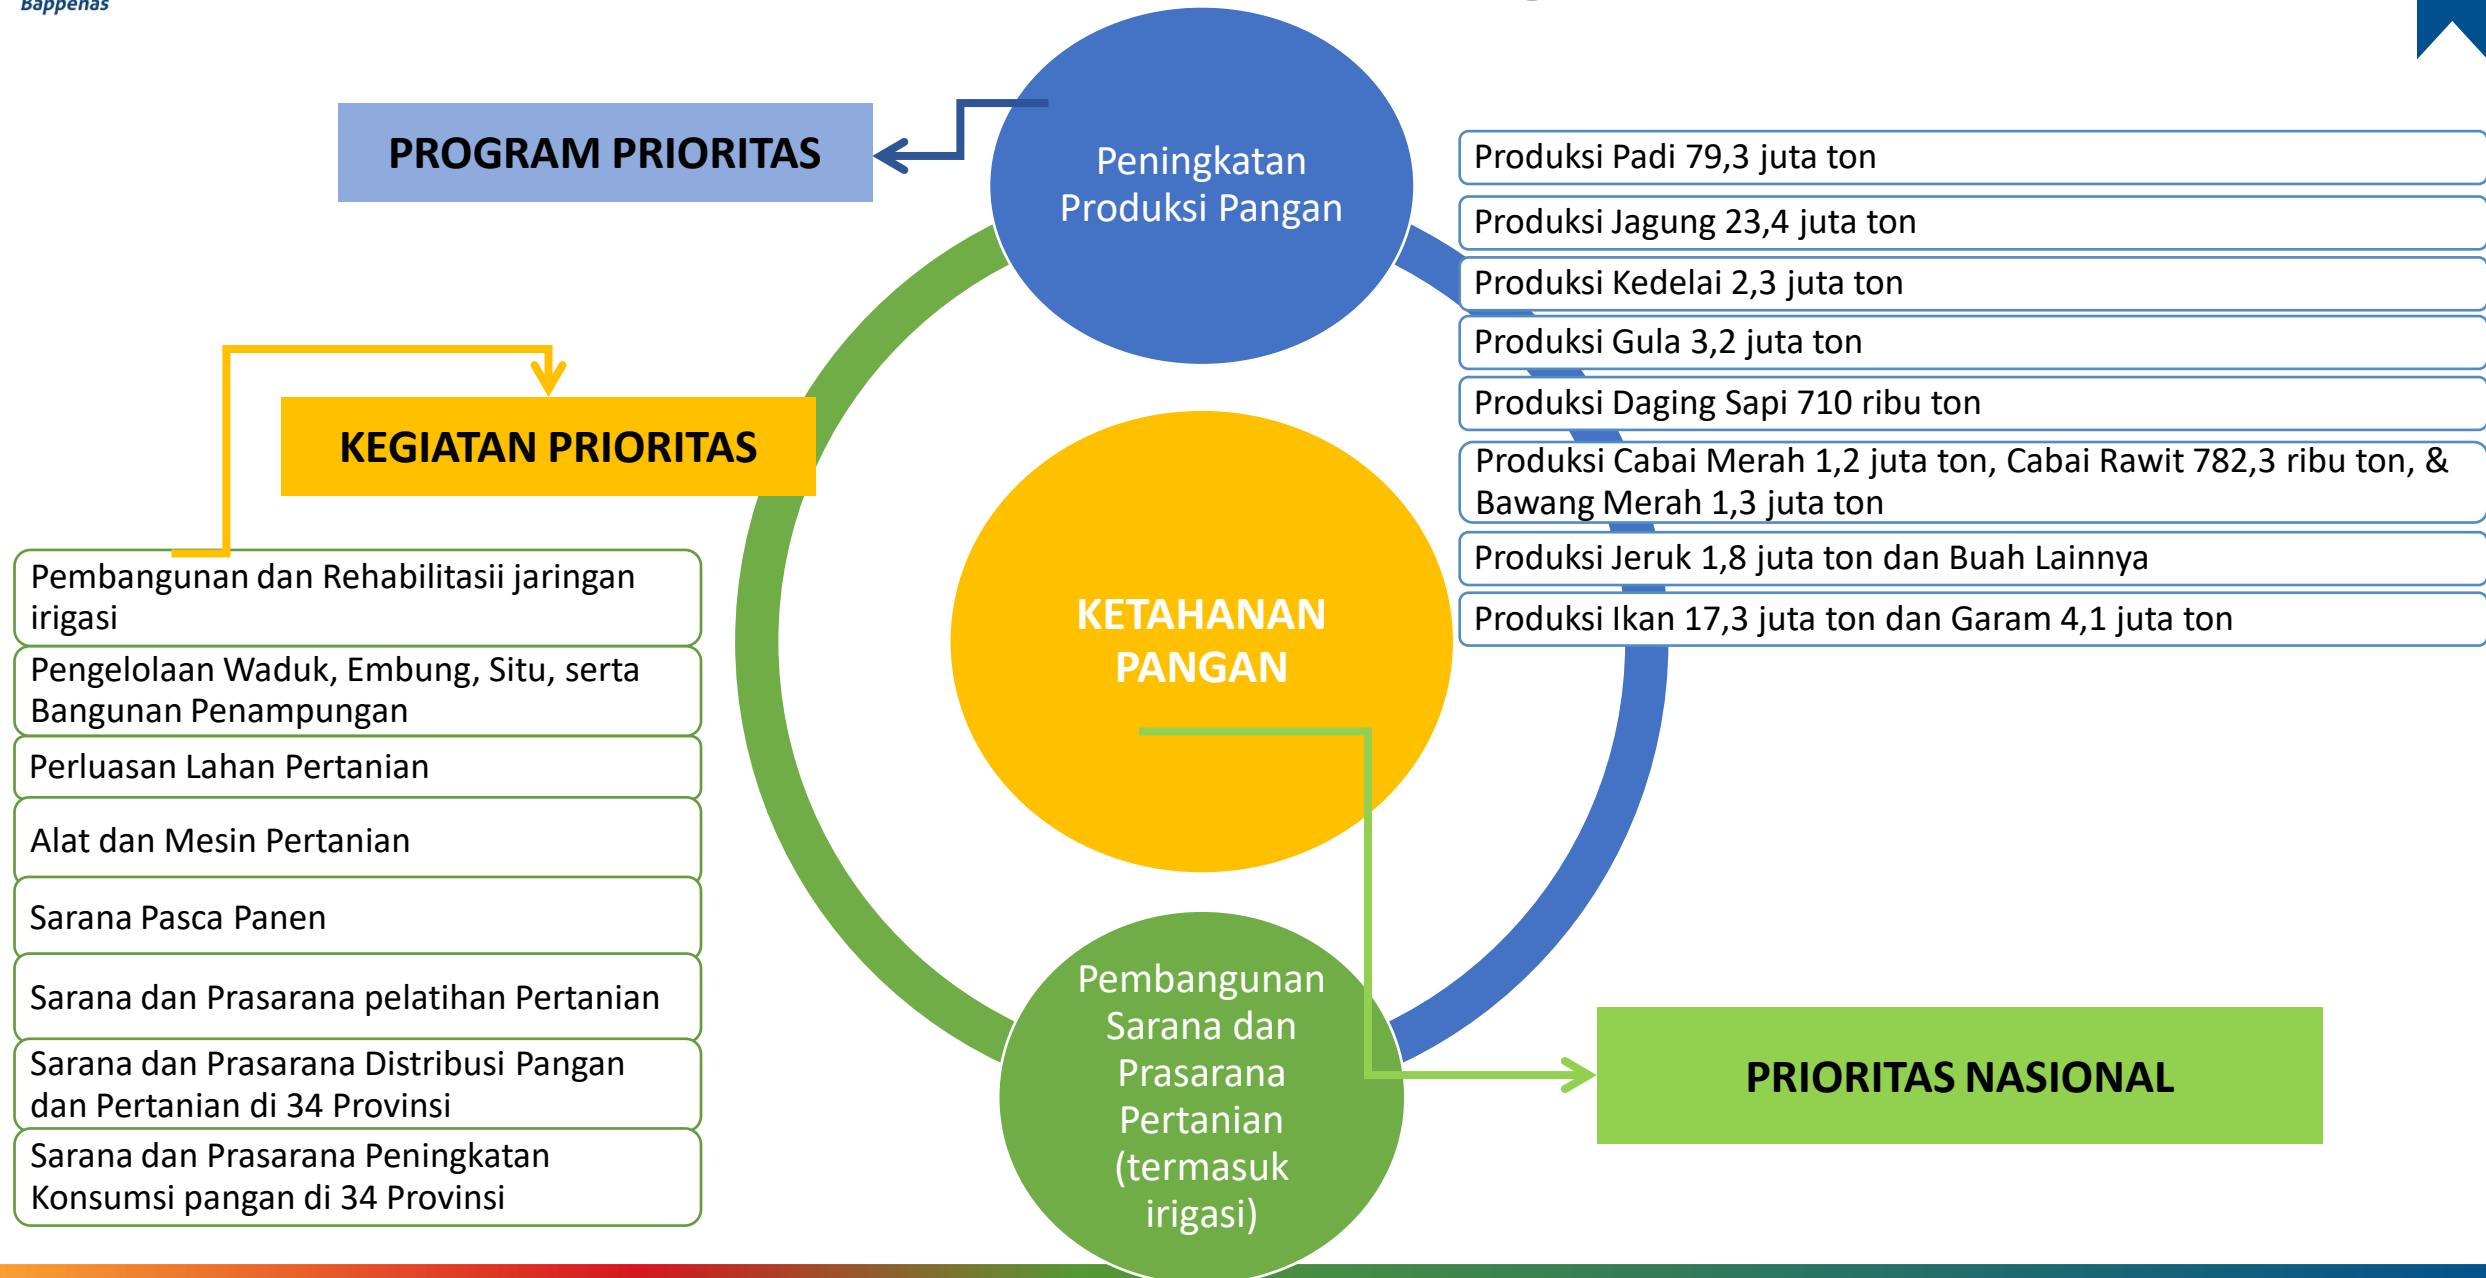 Bappenas
PROGRAM PRIORITAS
Peningkatan
Produksi Pangan
Produksi Padi 79,3 juta ton
Produksi Jagung 23,4 juta ton
Produksi Kedelai 2,3 juta ton
Produksi Gula 3,2 juta ton
Produksi Daging Sapi 710 ribu ton
Produksi Cabai Merah 1,2 juta ton, Cabai Rawit 782,3 ribu ton, &
Bawang Merah 1,3 juta ton
Produksi Jeruk 1,8 juta ton dan Buah Lainnya
Produksi Ikan 17,3 juta ton dan Garam 4,1 juta ton
KEGIATAN PRIORITAS
Pembangunan dan Rehabilitasii jaringan
irigasi
Pengelolaan Waduk, Embung, Situ, serta
Bangunan Penampungan
Perluasan Lahan Pertanian
Alat dan Mesin Pertanian
Sarana Pasca Panen
Sarana dan Prasarana pelatihan Pertanian
Sarana dan Prasarana Distribusi Pangan
dan Pertanian di 34 Provinsi
Sarana dan Prasarana Peningkatan
Konsumsi pangan di 34 Provinsi
KETAHANAN
PANGAN
Pembangunan
Sarana dan
Prasarana
Pertanian
(termasuk
irigasi)
PRIORITAS NASIONAL